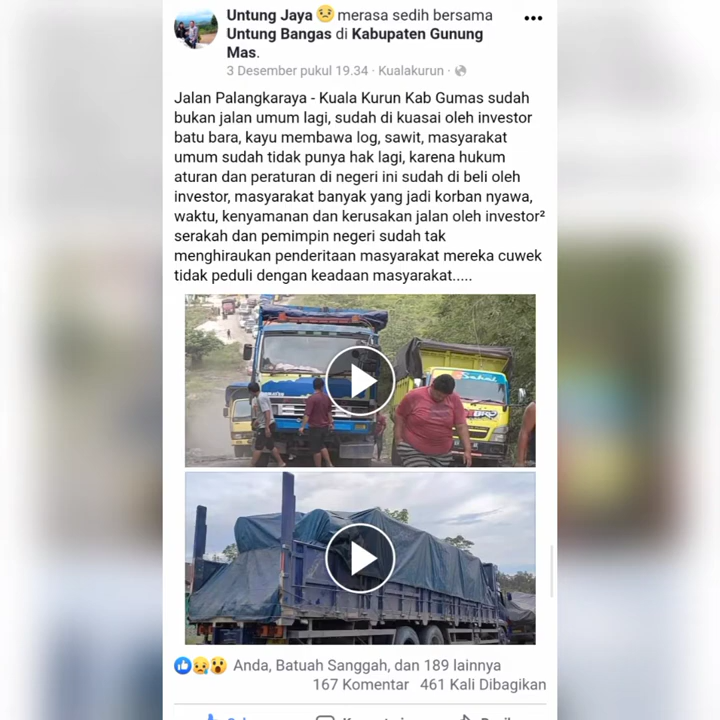 Untung Jaya 😒 merasa sedih bersama
Untung Bangas di Kabupaten Gunung
Mas.
3 Desember pukul 19.34 · Kualakurun ·
Jalan Palangkaraya - Kuala Kurun Kab Gumas sudah
bukan jalan umum lagi, sudah di kuasai oleh investor
batu bara, kayu membawa log, sawit, masyarakat
umum sudah tidak punya hak lagi, karena hukum
aturan dan peraturan di negeri ini sudah di beli oleh
investor, masyarakat banyak yang jadi korban nyawa,
waktu, kenyamanan dan kerusakan jalan oleh investor²
serakah dan pemimpin negeri sudah tak
menghiraukan penderitaan masyarakat mereka cuwek
tidak peduli dengan keadaan masyarakat.....
Anda, Batuah Sanggah, dan 189 lainnya
167 Komentar 461 Kali Dibagikan